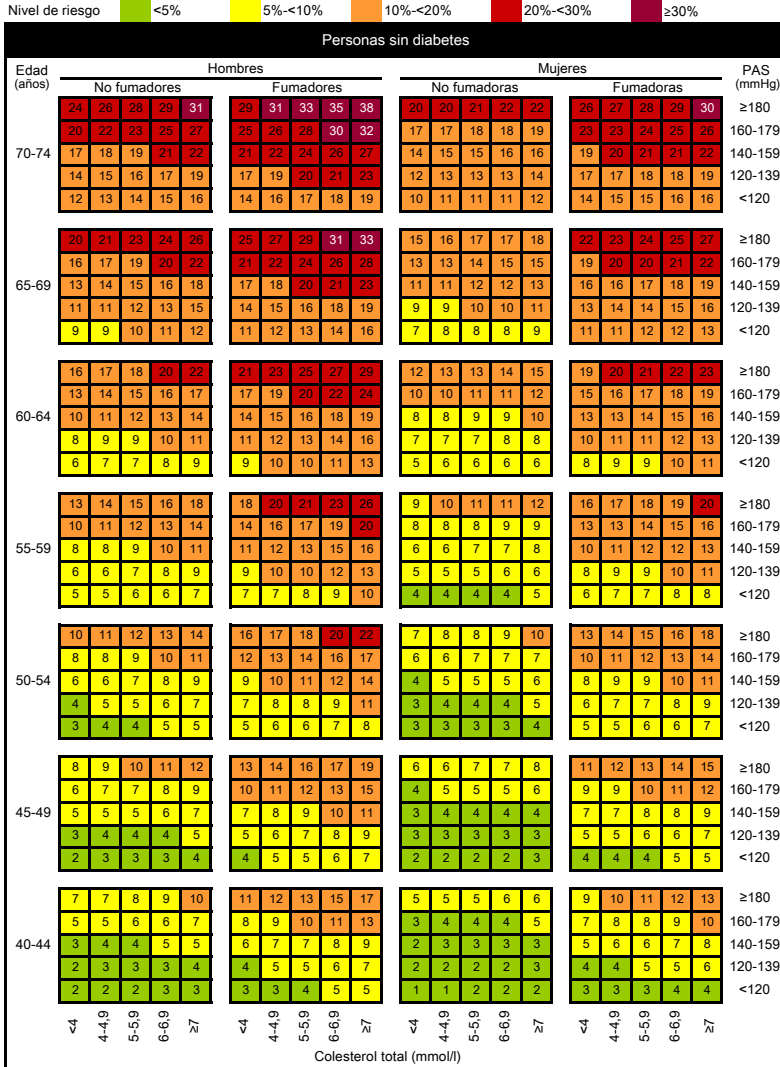 Nivel de riesgo <5% 5%-<10% 10%-<20% 20%-<30% ≥30%
Personas sin diabetes
Edad (años) Hombres Mujeres PAS (mmHg)
No fumadores Fumadores No fumadoras Fumadoras
24 26 28 29 31 29 31 33 35 38 20 20 21 22 22 26 27 28 29 30 ≥180
20 22 23 25 27 25 26 28 30 32 17 17 18 18 19 23 23 24 25 26 160-179
70-74 17 18 19 21 22 21 22 24 26 27 14 15 15 16 16 19 20 21 21 22 140-159
14 15 16 17 19 17 19 20 21 23 12 13 13 13 14 17 17 18 18 19 120-139
12 13 14 15 16 14 16 17 18 19 10 11 11 11 12 14 15 15 16 16 <120
20 21 23 24 26 25 27 29 31 33 15 16 17 17 18 22 23 24 25 27 ≥180
16 17 19 20 22 21 22 24 26 28 13 13 14 15 15 19 20 20 21 22 160-179
65-69 13 14 15 16 18 17 18 20 21 23 11 11 12 12 13 16 16 17 18 19 140-159
11 11 12 13 15 14 15 16 18 19 9 9 10 10 11 13 14 14 15 16 120-139
9 9 10 11 12 11 12 13 14 16 7 8 8 8 9 11 11 12 12 13 <120
16 17 18 20 22 21 23 25 27 29 12 13 13 14 15 19 20 21 22 23 ≥180
13 14 15 16 17 17 19 20 22 24 10 10 11 11 12 15 16 17 18 19 160-179
60-64 10 11 12 13 14 14 15 16 18 19 8 8 9 9 10 13 13 14 15 16 140-159
8 9 9 10 11 11 12 13 14 16 7 7 7 8 8 10 11 11 12 13 120-139
6 7 7 8 9 9 10 10 11 13 5 6 6 6 6 8 9 9 10 11 <120
13 14 15 16 18 18 20 21 23 26 9 10 11 11 12 16 17 18 19 20 ≥180
10 11 12 13 14 14 16 17 19 20 8 8 8 9 9 13 13 14 15 16 160-179
55-59 8 8 9 10 11 11 12 13 15 16 6 6 7 7 8 10 11 12 12 13 140-159
6 6 7 8 9 9 10 10 12 13 5 5 5 6 6 8 9 9 10 11 120-139
5 5 6 6 7 7 7 8 9 10 4 4 4 4 5 6 7 7 8 8 <120
10 11 12 13 14 16 17 18 20 22 7 8 8 9 10 13 14 15 16 18 ≥180
8 8 9 10 11 12 13 14 16 17 6 6 7 7 7 10 11 12 13 14 160-179
50-54 6 6 7 8 9 9 10 11 12 14 4 5 5 5 6 8 9 9 10 11 140-159
4 5 5 6 7 7 8 8 9 11 3 4 4 4 5 6 7 7 8 9 120-139
3 4 4 5 5 5 6 6 7 8 3 3 3 3 4 5 5 6 6 7 <120
8 9 10 11 12 13 14 16 17 19 6 6 7 7 8 11 12 13 14 15 ≥180
6 7 7 8 9 10 11 12 13 15 4 5 5 5 6 9 9 10 11 12 160-179
45-49 5 5 5 6 7 7 8 9 10 11 3 4 4 4 4 7 7 8 8 9 140-159
3 4 4 4 5 5 6 7 8 9 3 3 3 3 3 5 5 6 6 7 120-139
2 3 3 3 4 4 5 5 6 7 2 2 2 2 3 4 4 4 5 5 <120
7 7 8 9 10 11 12 13 15 17 5 5 5 6 6 9 10 11 12 13 ≥180
5 5 6 6 7 8 9 10 11 13 3 4 4 4 5 7 8 8 9 10 160-179
40-44 3 4 4 5 5 6 7 7 8 9 2 3 3 3 3 5 6 6 7 8 140-159
2 3 3 3 4 4 5 5 6 7 2 2 2 2 3 4 4 5 5 6 120-139
2 2 2 3 3 3 3 4 5 5 1 1 2 2 2 3 3 3 4 4 <120
<4 4-4,9 5-5,9 6-6,9 ≥7 <4 4-4,9 5-5,9 6-6,9 ≥7 <4 4-4,9 5-5,9 6-6,9 ≥7 <4 4-4,9 5-5,9 6-6,9 ≥7
Colesterol total (mmol/l)